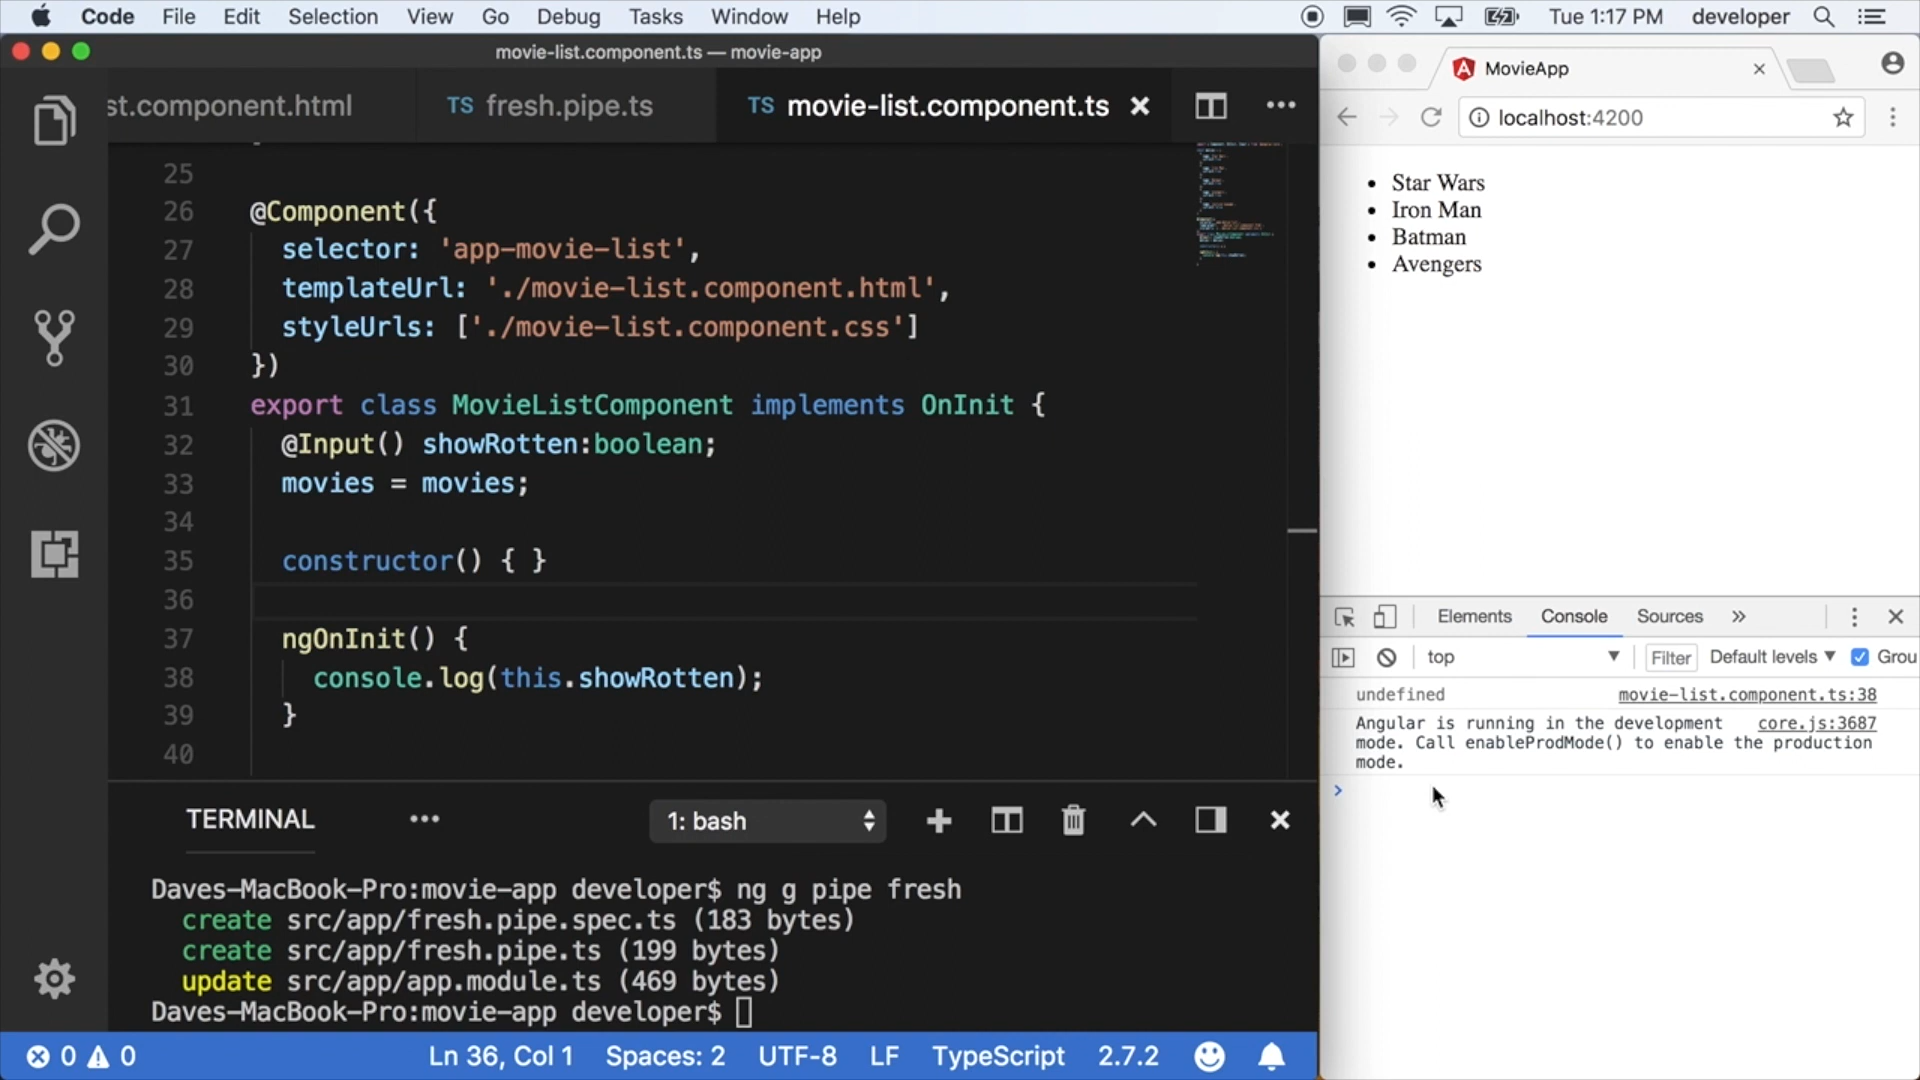 Code File Edit Selection View Go Debug Tasks Window Help Tue 1:17 PM developer
movie-list.component.ts — movie-app
st.component.html TS fresh.pipe.ts TS movie-list.component.ts
25
26 @Component({
27 selector: 'app-movie-list',
28 templateUrl: './movie-list.component.html',
29 styleUrls: ['./movie-list.component.css']
30 })
31 export class MovieListComponent implements OnInit {
32 @Input() showRotten:boolean;
33 movies = movies;
34
35 constructor() { }
36
37 ngOnInit() {
38 console.log(this.showRotten);
39 }
40
TERMINAL 1: bash
Daves-MacBook-Pro:movie-app developer$ ng g pipe fresh
create src/app/fresh.pipe.spec.ts (183 bytes)
create src/app/fresh.pipe.ts (199 bytes)
update src/app/app.module.ts (469 bytes)
Daves-MacBook-Pro:movie-app developer$
0 0 Ln 36, Col 1 Spaces: 2 UTF-8 LF TypeScript 2.7.2
MovieApp
localhost:4200
• Star Wars
• Iron Man
• Batman
• Avengers
Elements Console Sources »
top Filter Default levels Grou
undefined movie-list.component.ts:38
Angular is running in the development core.js:3687
mode. Call enableProdMode() to enable the production
mode.